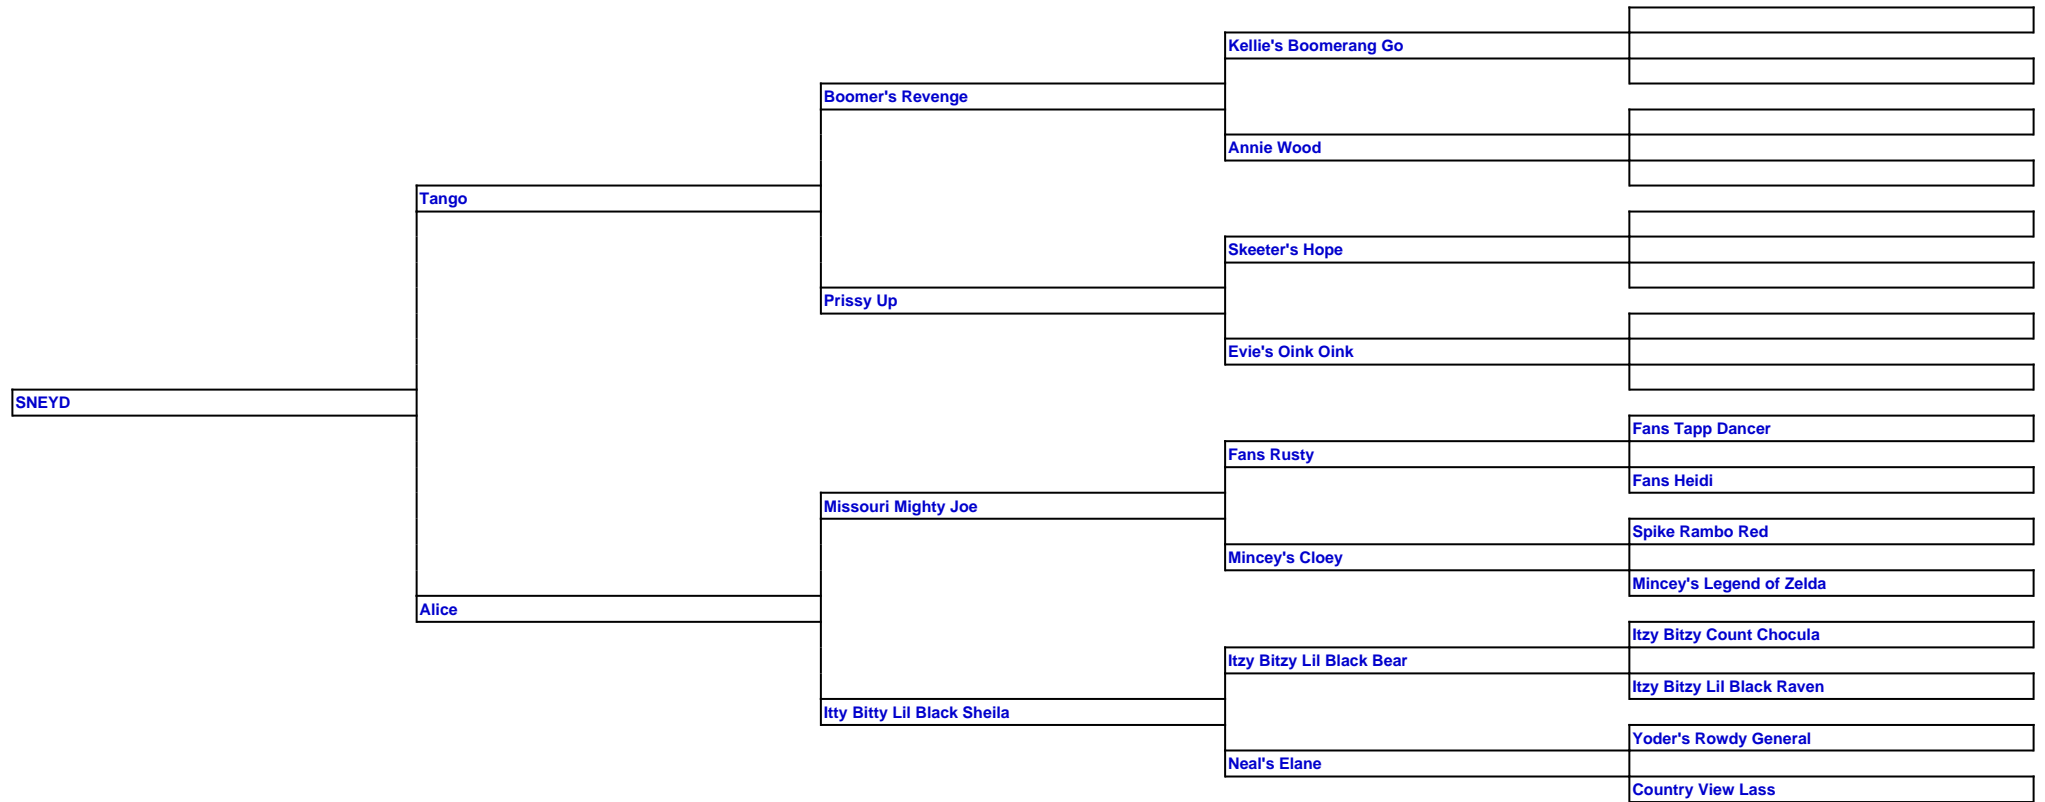 Kellie's Boomerang Go
Boomer's Revenge
Annie Wood
Tango
Skeeter's Hope
Prissy Up
Evie's Oink Oink
SNEYD
Fans Tapp Dancer
Fans Rusty
Fans Heidi
Missouri Mighty Joe
Spike Rambo Red
Mincey's Cloey
Mincey's Legend of Zelda
Alice
Itzy Bitzy Count Chocula
Itzy Bitzy Lil Black Bear
Itzy Bitzy Lil Black Raven
Itty Bitty Lil Black Sheila
Yoder's Rowdy General
Neal's Elane
Country View Lass